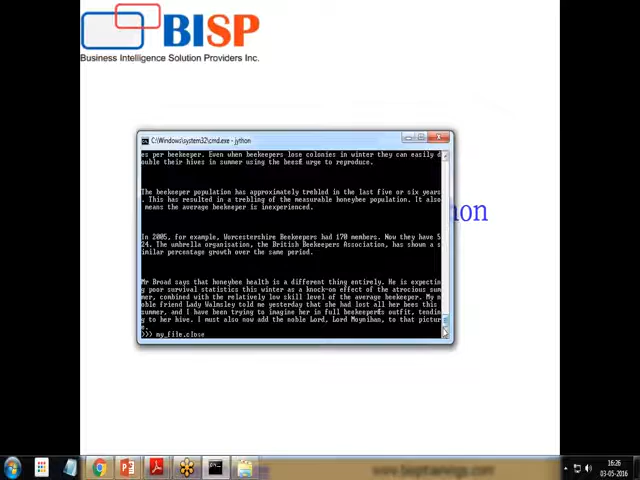 BISP
Business Intelligence Solution Providers Inc.
C:\Windows\system32\cmd.exe - jython
es per beekeeper. Even when beekeepers lose colonies in winter they can easily d
ouble their hives in summer using the bees£ urge to reproduce.
The beekeeper population has approximately trebled in the last five or six years
. This has resulted in a trebling of the measurable honeybee population. It also
means the average beekeeper is inexperienced.
hon
In 2005, for example, Worcestershire Beekeepers had 170 members. Now they have 5
24. The umbrella organisation, the British Beekeepers Association, has shown a s
imilar percentage growth over the same period.
Mr Broad says that honeybee health is a different thing entirely. He is expectin
g poor survival statistics this winter as a knock-on effect of the atrocious sum
mer, combined with the relatively low skill level of the average beekeeper. My n
oble friend Lady Walmsley told me yesterday that she had lost all her bees this
summer, and I have been trying to imagine her in full beekeeper£s outfit, tendin
g to her hive. I must also now add the noble Lord, Lord Moynihan, to that pictur
e.
>>> my_file.close
16:26
03-05-2016